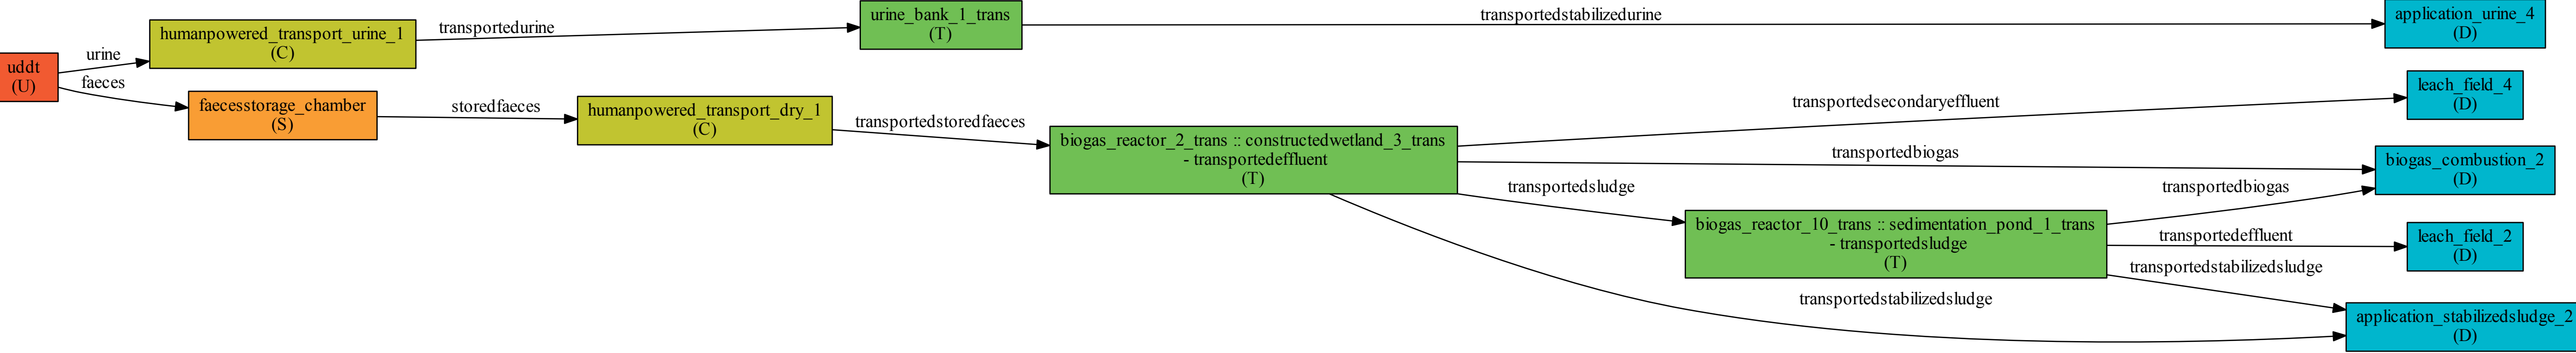 uddt
(U)
urine
faeces
humanpowered_transport_urine_1
(C)
faecesstorage_chamber
(S)
transportedurine
storedfaeces
humanpowered_transport_dry_1
(C)
urine_bank_1_trans
(T)
transportedstoredfaeces
biogas_reactor_2_trans :: constructedwetland_3_trans
- transportedeffluent
(T)
transportedstabilizedurine
transportedsecondaryeffluent
transportedbiogas
transportedsludge
biogas_reactor_10_trans :: sedimentation_pond_1_trans
- transportedsludge
(T)
transportedstabilizedsludge
transportedbiogas
transportedeffluent
transportedstabilizedsludge
application_urine_4
(D)
leach_field_4
(D)
biogas_combustion_2
(D)
leach_field_2
(D)
application_stabilizedsludge_2
(D)